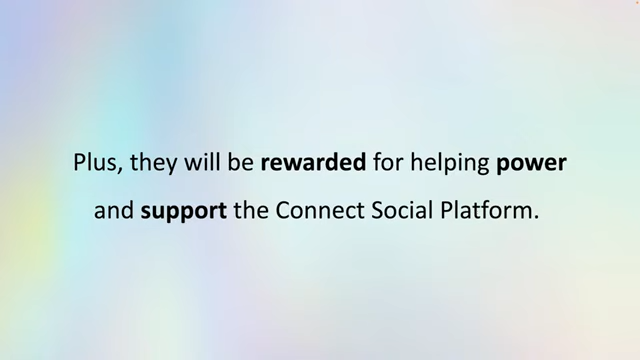 Plus, they will be rewarded for helping power
and support the Connect Social Platform.